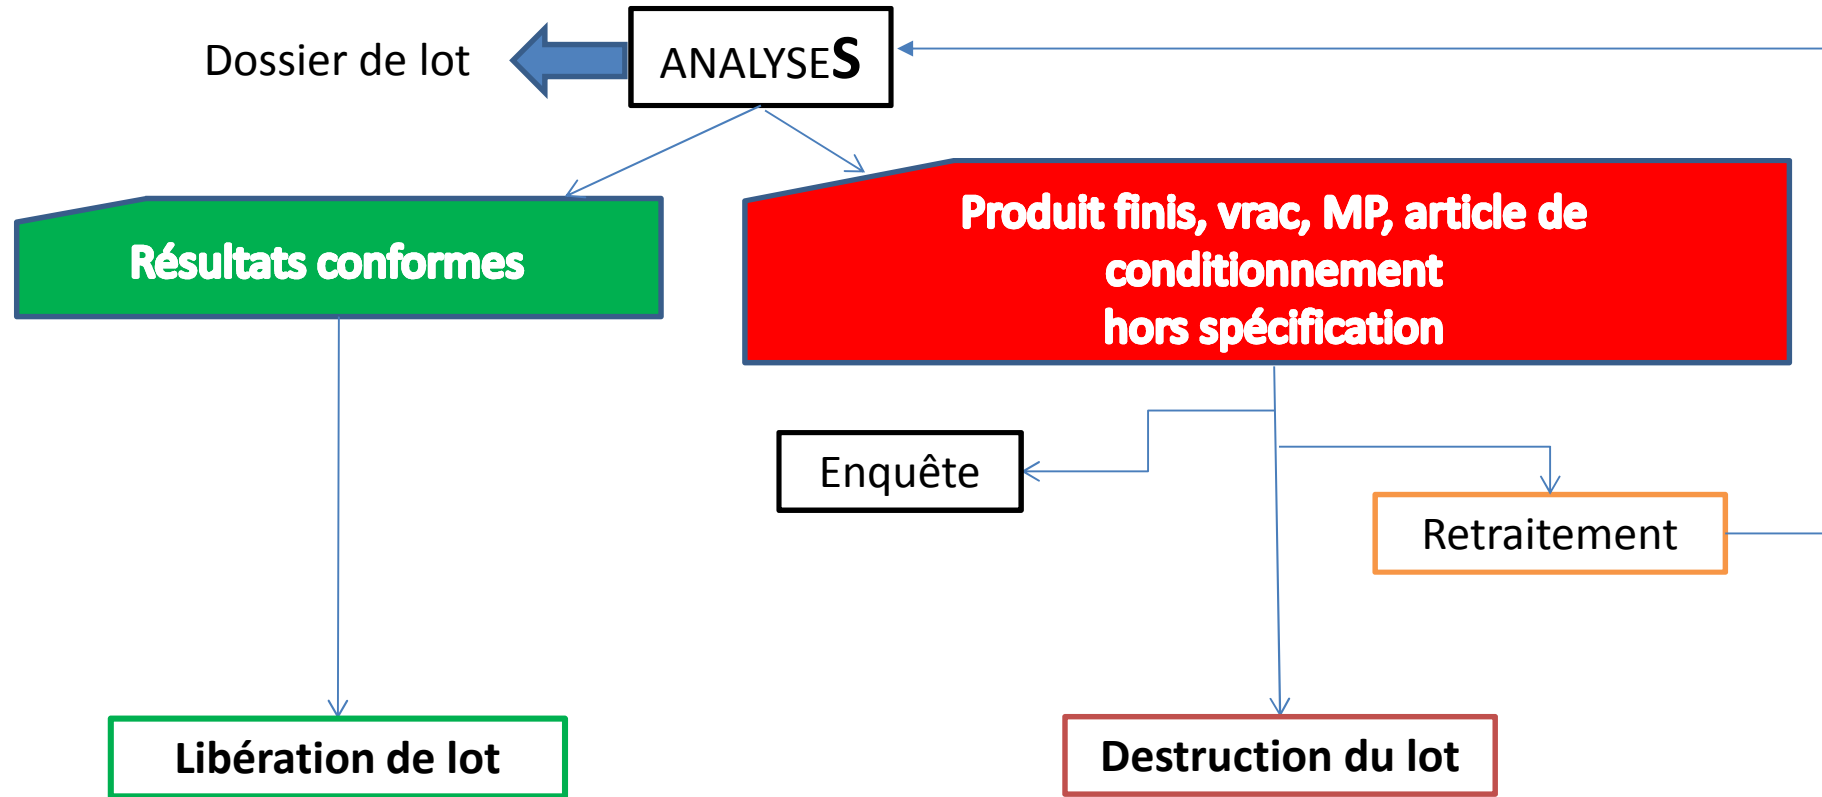 Dossier de lot
ANALYSES
Résultats conformes
Produit finis, vrac, MP, article de
conditionnement
hors spécification
Enquête
Retraitement
Libération de lot
Destruction du lot